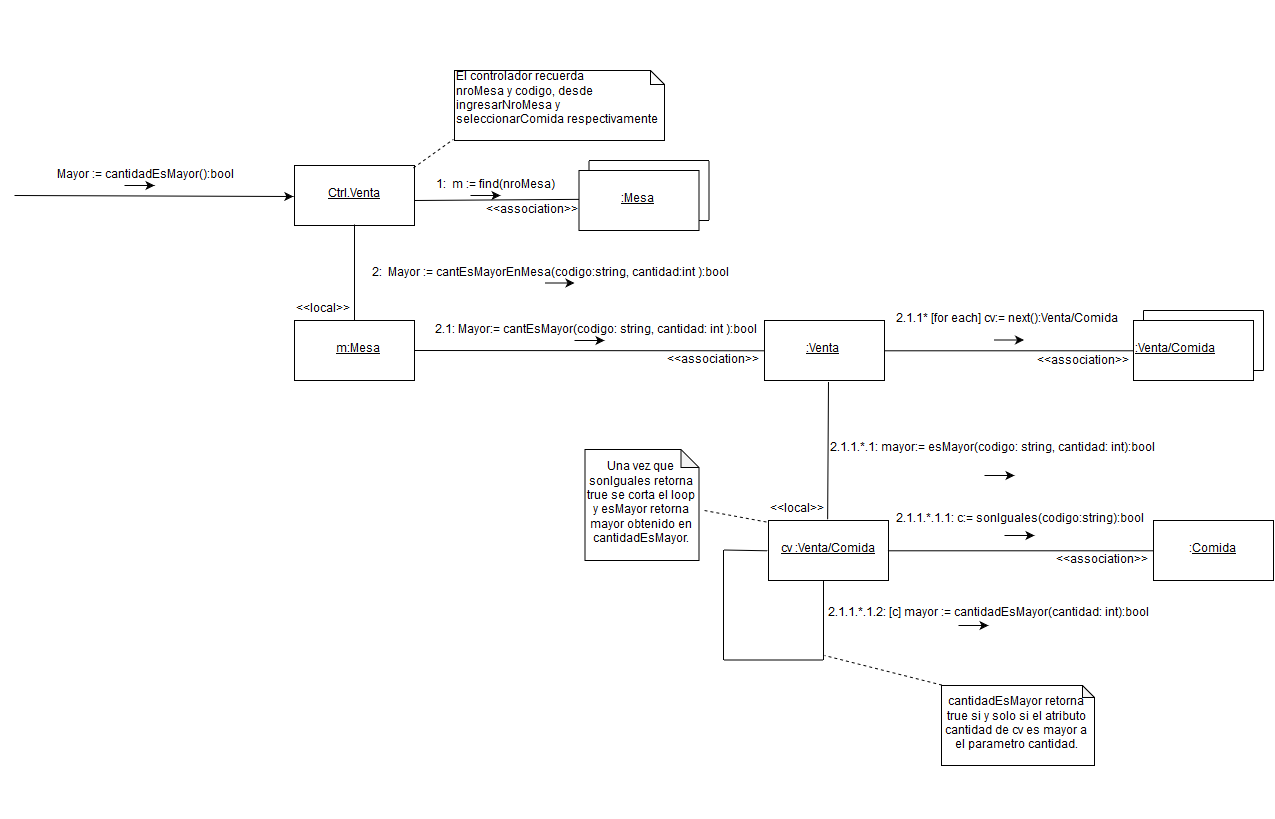 El controlador recuerda
nroMesa y codigo, desde
ingresarNroMesa y
seleccionarComida respectivamente
Mayor := cantidadEsMayor():bool
Ctrl.Venta
1:  m := find(nroMesa)
<<association>>
:Mesa
2:  Mayor := cantEsMayorEnMesa(codigo:string, cantidad:int ):bool
<<local>>
m:Mesa
2.1: Mayor:= cantEsMayor(codigo: string, cantidad: int ):bool
<<association>>
:Venta
2.1.1* [for each] cv:= next():Venta/Comida
<<association>>
:Venta/Comida
2.1.1.*.1: mayor:= esMayor(codigo: string, cantidad: int):bool
Una vez que
sonIguales retorna
true se corta el loop
y esMayor retorna
mayor obtenido en
cantidadEsMayor.
<<local>>
cv :Venta/Comida
2.1.1.*.1.1: c:= sonIguales(codigo:string):bool
<<association>>
:Comida
2.1.1.*.1.2: [c] mayor := cantidadEsMayor(cantidad: int):bool
cantidadEsMayor retorna
true si y solo si el atributo
cantidad de cv es mayor a
el parametro cantidad.